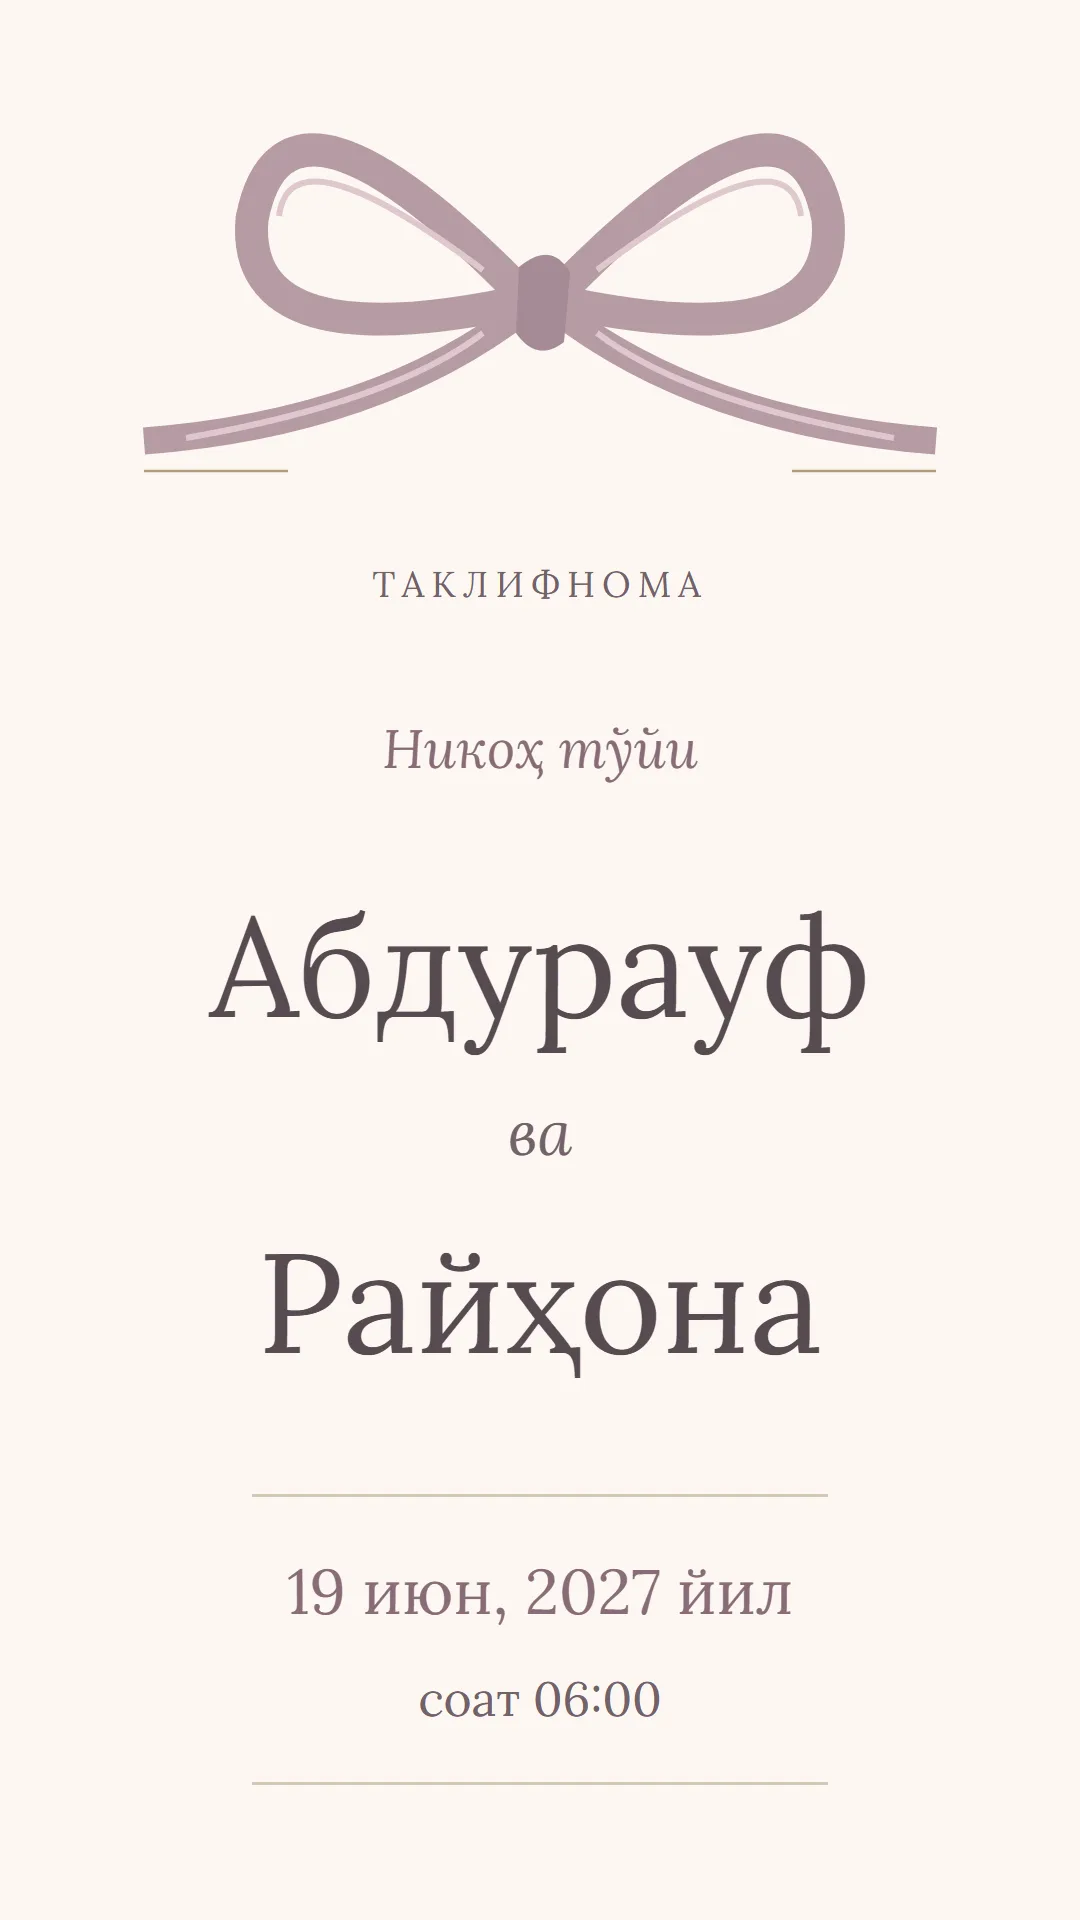 ТАКЛИФНОМА
Никоҳ тўйи
Абдурауф
ва
Райҳона
19 июн, 2027 йил
соат 06:00